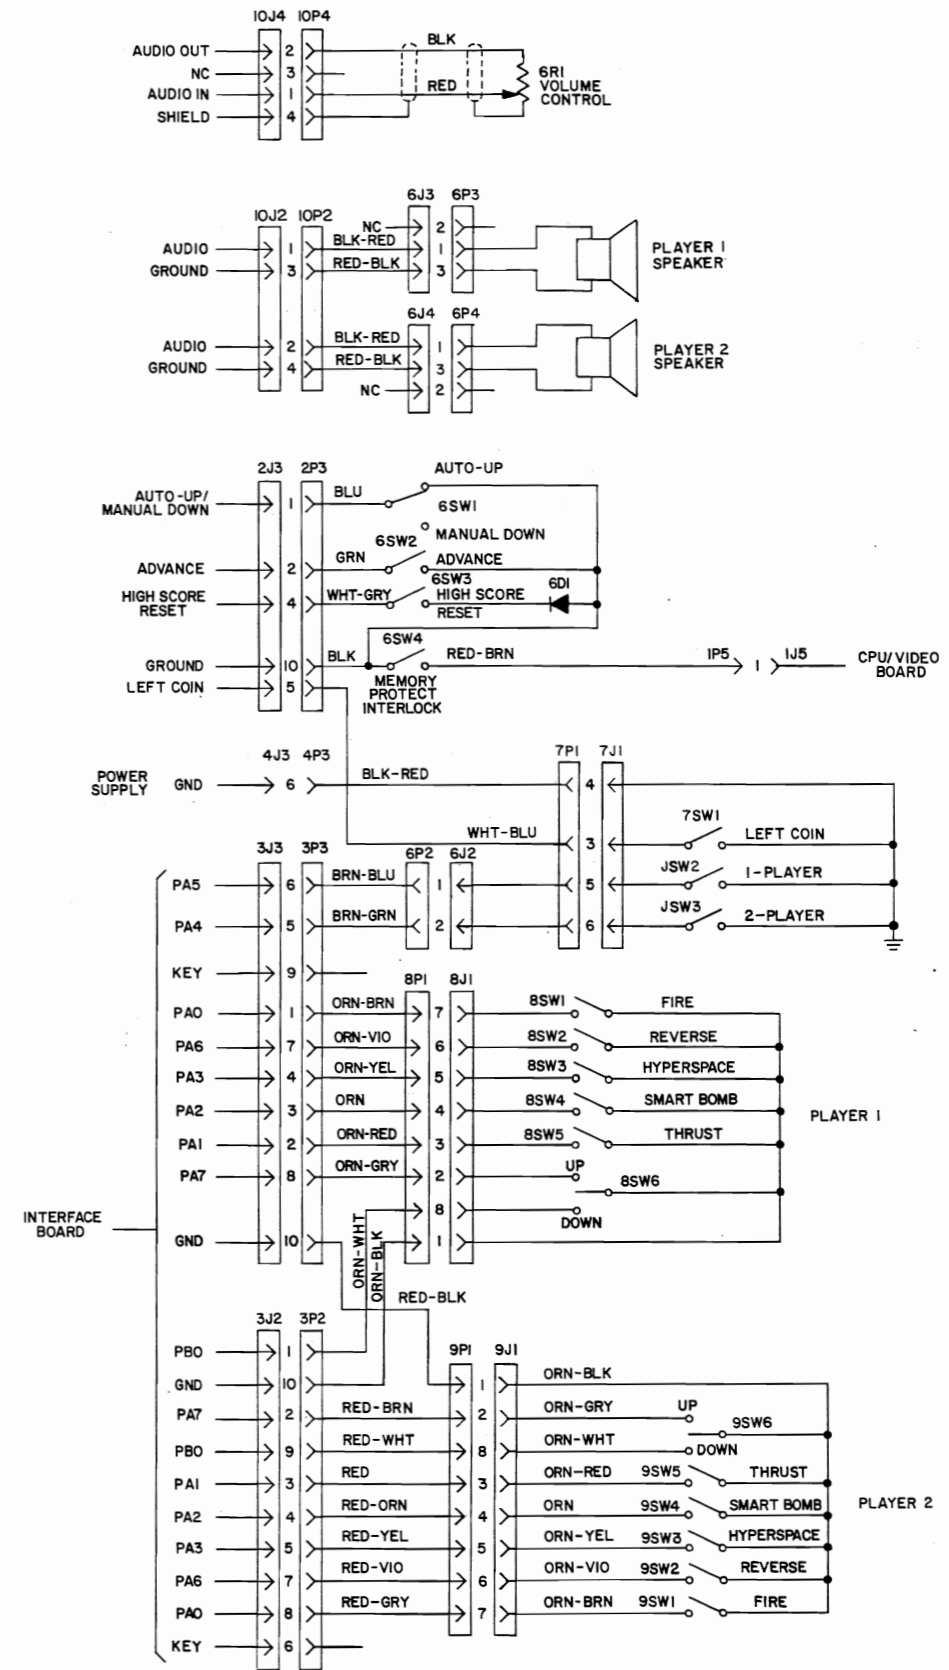 10J4 10P4
AUDIO OUT 2 BLK
NC 3
AUDIO IN 1 RED
SHIELD 4
6R1
VOLUME
CONTROL
6J3 6P3
10J2 10P2
NC 2
AUDIO 1 BLK-RED 1
GROUND 3 RED-BLK 3
PLAYER 1
SPEAKER
6J4 6P4
AUDIO 2 BLK-RED 1
GROUND 4 RED-BLK 3
NC 2
PLAYER 2
SPEAKER
2J3 2P3
AUTO-UP
AUTO-UP/
MANUAL DOWN
1 BLU
6SW1
MANUAL DOWN
6SW2
ADVANCE 2 GRN ADVANCE
6SW3
HIGH SCORE
RESET
4 WHT-GRY
HIGH SCORE
RESET
6D1
6SW4
GROUND 10 BLK RED-BRN 1P5 1 1J5
CPU/VIDEO
BOARD
LEFT COIN 5
MEMORY
PROTECT
INTERLOCK
4J3 4P3
7P1 7J1
POWER
SUPPLY
GND 6 BLK-RED 4
7SW1
WHT-BLU 3 LEFT COIN
3J3 3P3 6P2 6J2
JSW2
PA5 6 BRN-BLU 1 5 1-PLAYER
JSW3
PA4 5 BRN-GRN 2 6 2-PLAYER
KEY 9
8P1 8J1
PA0 1 ORN-BRN 7 8SW1 FIRE
PA6 7 ORN-VIO 6 8SW2 REVERSE
PA3 4 ORN-YEL 5 8SW3 HYPERSPACE
PA2 3 ORN 4 8SW4 SMART BOMB
PLAYER 1
PA1 2 ORN-RED 3 8SW5 THRUST
PA7 8 ORN-GRY 2 UP
8SW6
8 DOWN
GND 10 1
ORN-WHT
ORN-BLK
INTERFACE
BOARD
RED-BLK
3J2 3P2
9P1 9J1
PB0 1
GND 10 1 ORN-BLK
PA7 2 RED-BRN 2 ORN-GRY UP
9SW6
PB0 9 RED-WHT 8 ORN-WHT DOWN
PA1 3 RED 3 ORN-RED 9SW5 THRUST
PA2 4 RED-ORN 4 ORN 9SW4 SMART BOMB
PLAYER 2
PA3 5 RED-YEL 5 ORN-YEL 9SW3 HYPERSPACE
PA6 7 RED-VIO 6 ORN-VIO 9SW2 REVERSE
PA0 8 RED-GRY 7 ORN-BRN 9SW1 FIRE
KEY 6